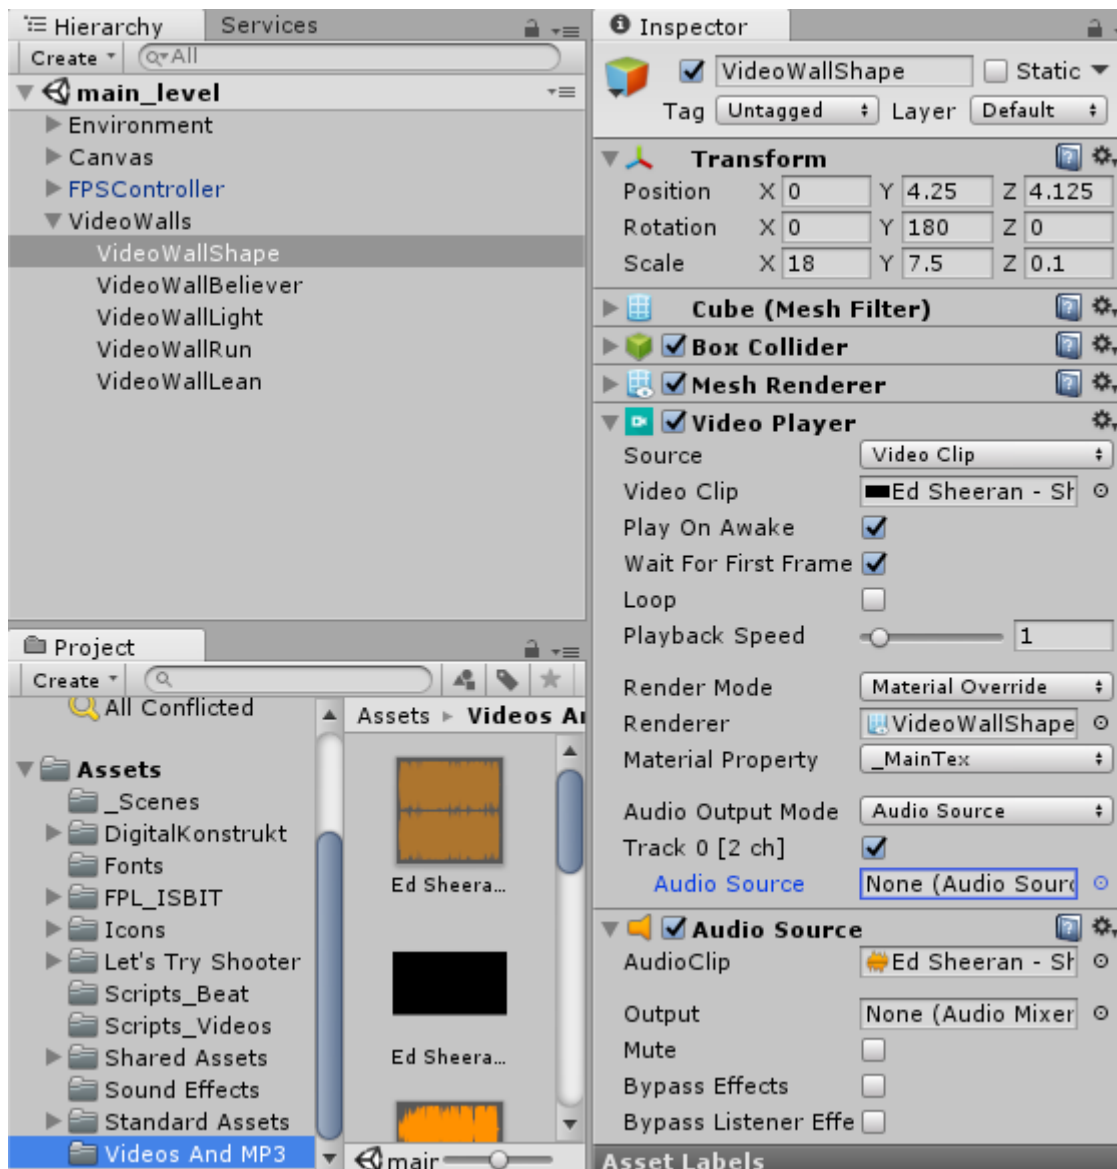 Hierarchy
Services
Create
All
main_level
Environment
Canvas
FPSController
VideoWalls
VideoWallShape
VideoWallBeliever
VideoWallLight
VideoWallRun
VideoWallLean
Project
Create
All Conflicted
Assets
_Scenes
DigitalKonstrukt
Fonts
FPL_ISBIT
Icons
Let's Try Shooter
Scripts_Beat
Scripts_Videos
Shared Assets
Sound Effects
Standard Assets
Videos And MP3
Assets Videos A
Ed Sheera...
Ed Sheera...
mair
Inspector
VideoWallShape Static
Tag Untagged Layer Default
Transform
Position X 0 Y 4.25 Z 4.125
Rotation X 0 Y 180 Z 0
Scale X 18 Y 7.5 Z 0.1
Cube (Mesh Filter)
Box Collider
Mesh Renderer
Video Player
Source Video Clip
Video Clip Ed Sheeran - Sh
Play On Awake
Wait For First Frame
Loop
Playback Speed 1
Render Mode Material Override
Renderer VideoWallShape
Material Property _MainTex
Audio Output Mode Audio Source
Track 0 [2 ch]
Audio Source None (Audio Sourc
Audio Source
AudioClip Ed Sheeran - Sh
Output None (Audio Mixer
Mute
Bypass Effects
Bypass Listener Effe
Asset Labels